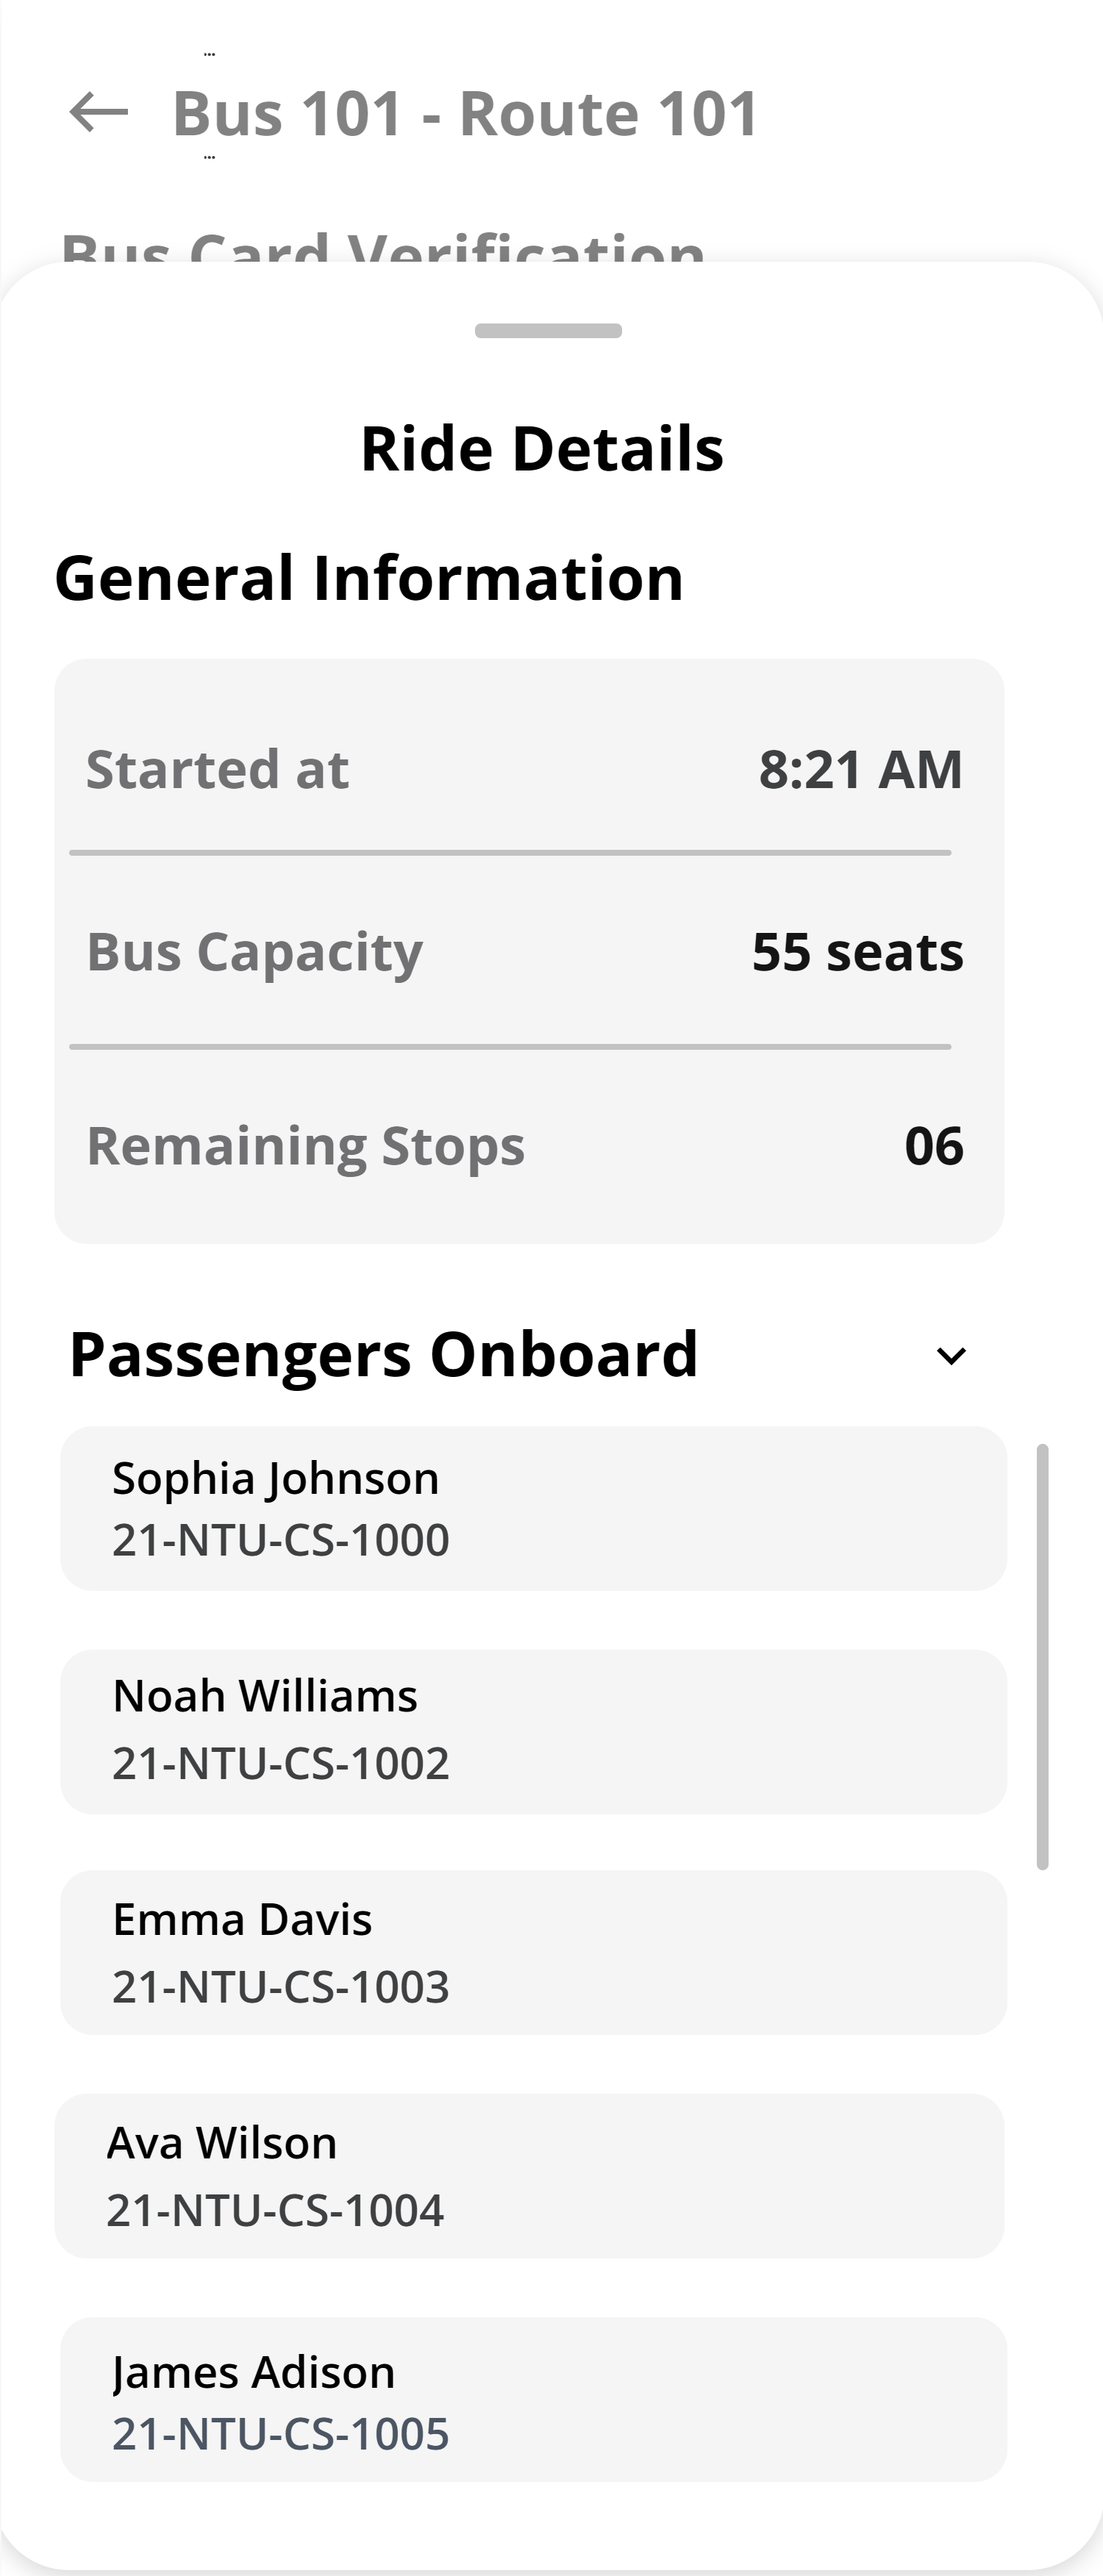 ...
Bus 101 - Route 101
...
Bus Card Verification
Ride Details
General Information
Started at 8:21 AM
Bus Capacity 55 seats
Remaining Stops 06
Passengers Onboard
Sophia Johnson
21-NTU-CS-1000
Noah Williams
21-NTU-CS-1002
Emma Davis
21-NTU-CS-1003
Ava Wilson
21-NTU-CS-1004
James Adison
21-NTU-CS-1005